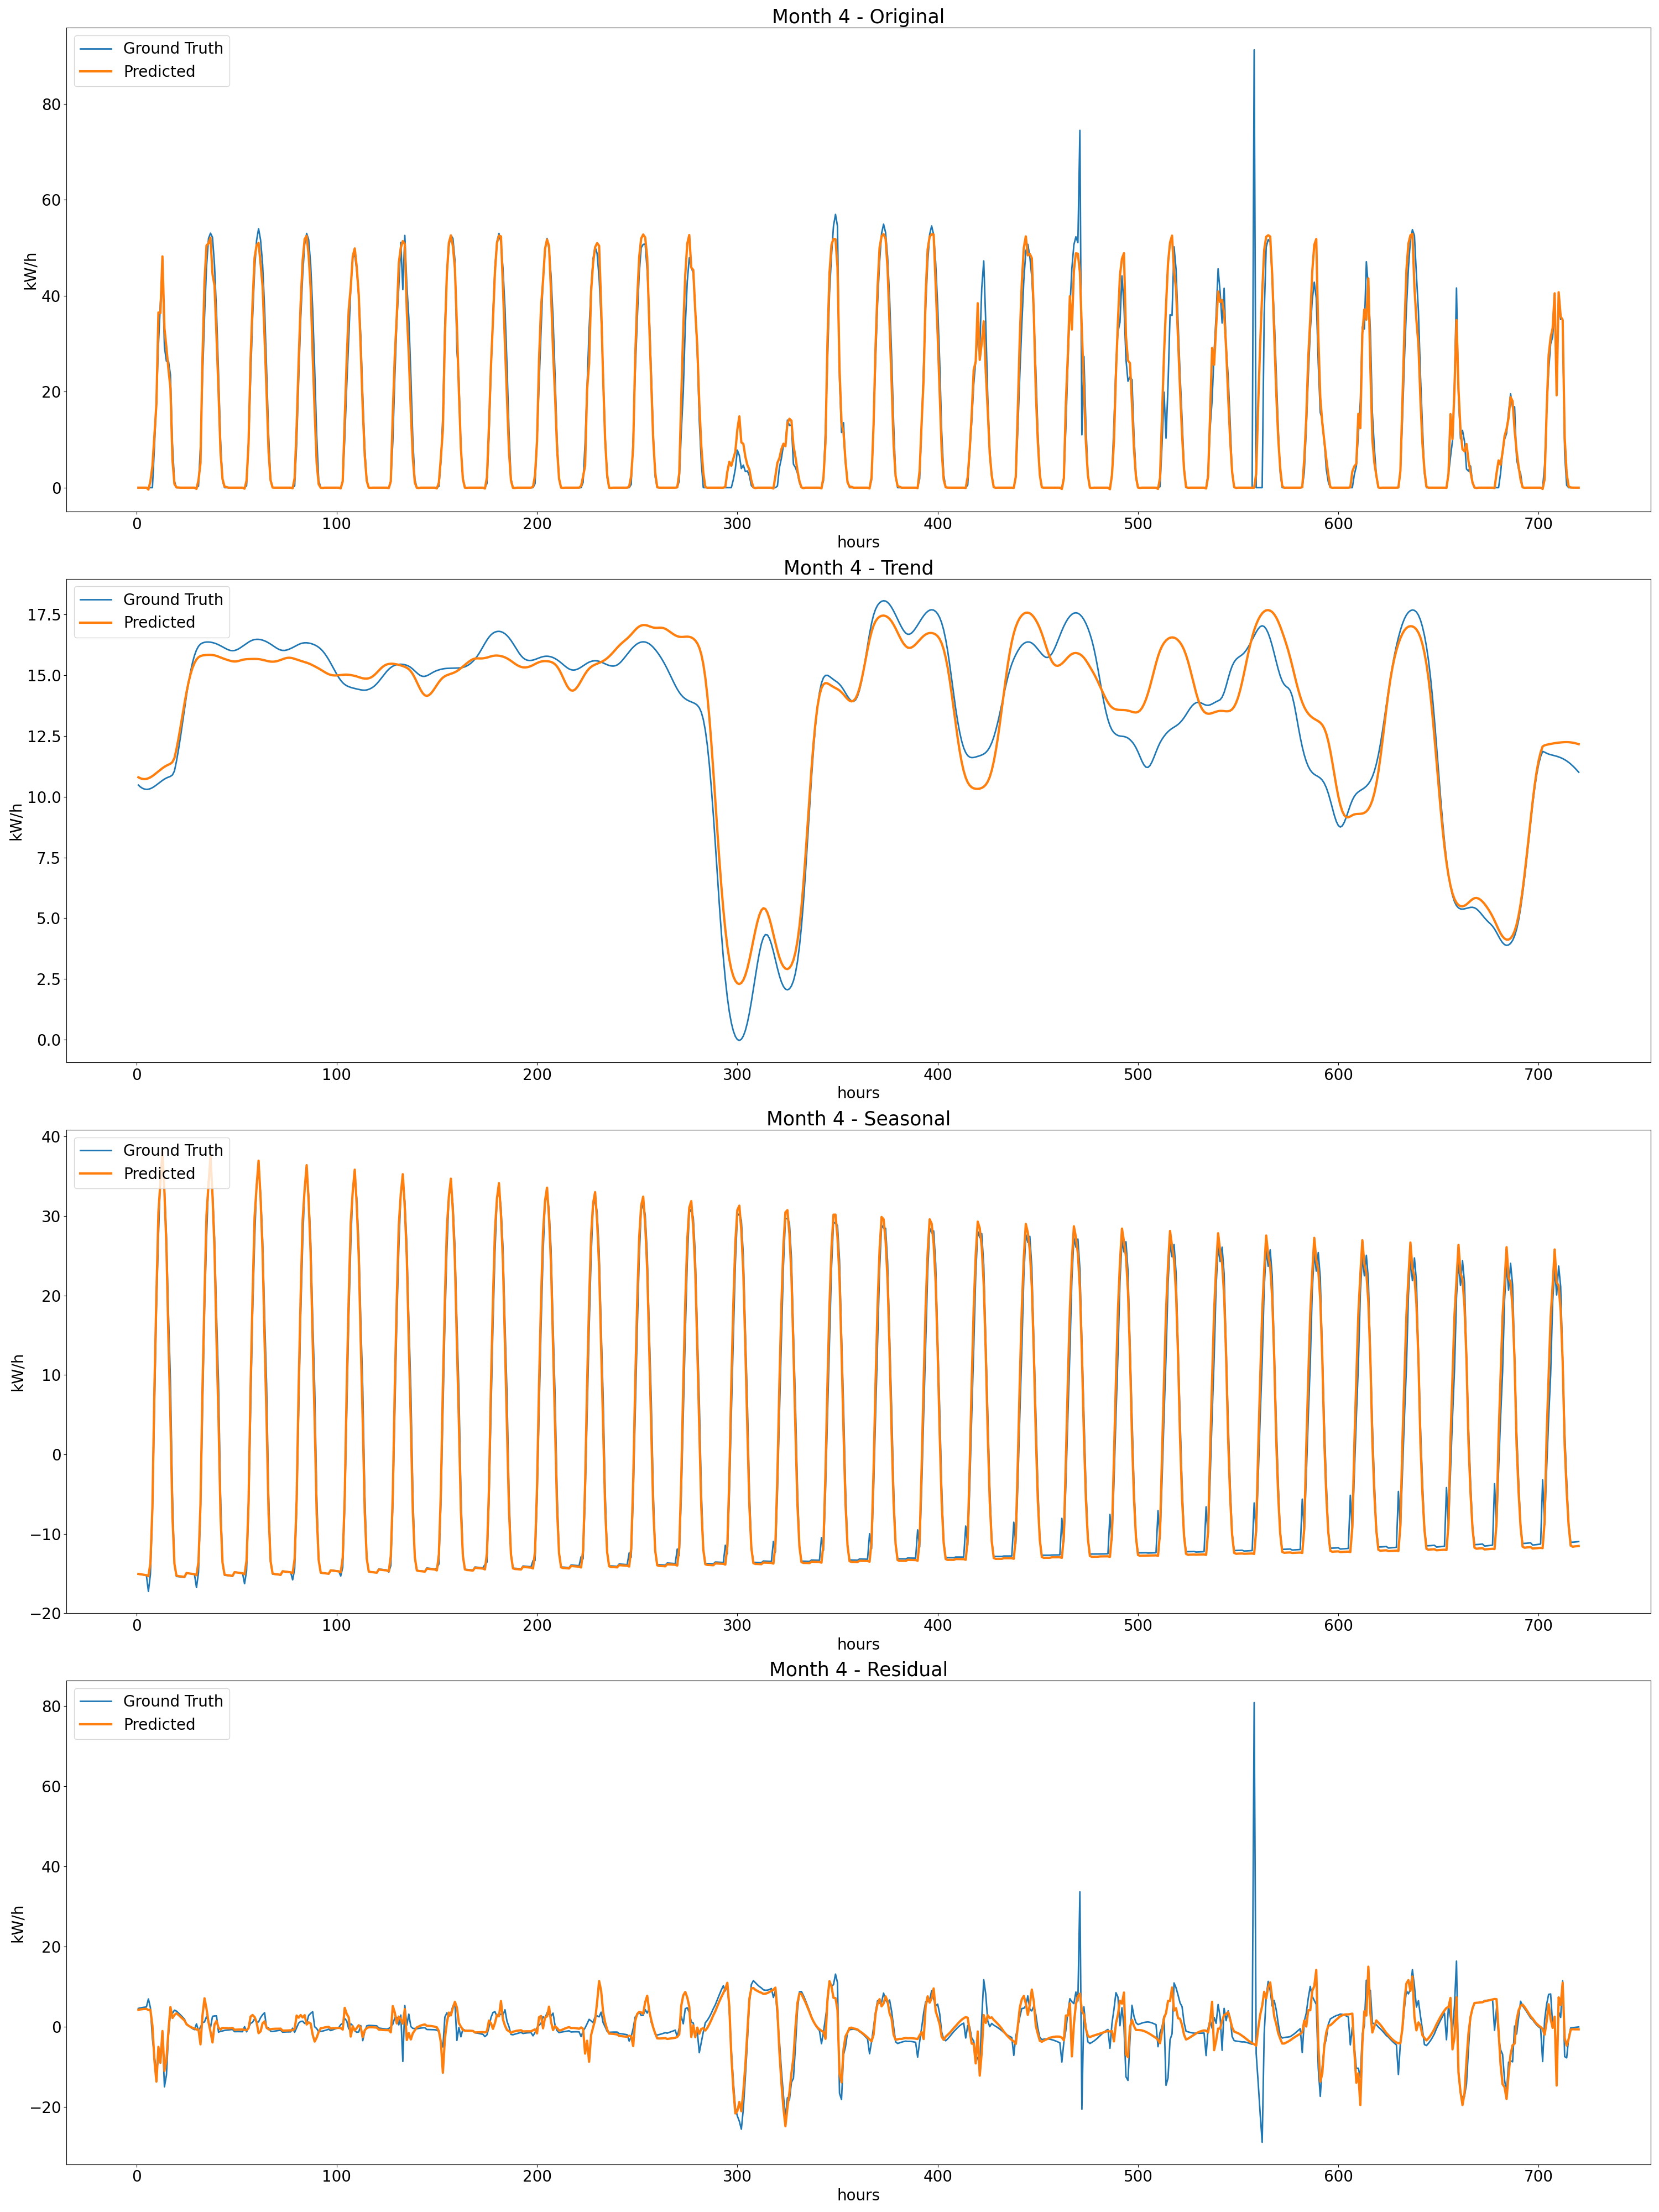 Month 4 - Original
Ground Truth
Predicted
kW/h
80
60
40
20
0
0 100 200 300 400 500 600 700
hours
Month 4 - Trend
Ground Truth
Predicted
kW/h
17.5
15.0
12.5
10.0
7.5
5.0
2.5
0.0
0 100 200 300 400 500 600 700
hours
Month 4 - Seasonal
Ground Truth
Predicted
kW/h
40
30
20
10
0
−10
−20
0 100 200 300 400 500 600 700
hours
Month 4 - Residual
Ground Truth
Predicted
kW/h
80
60
40
20
0
−20
0 100 200 300 400 500 600 700
hours